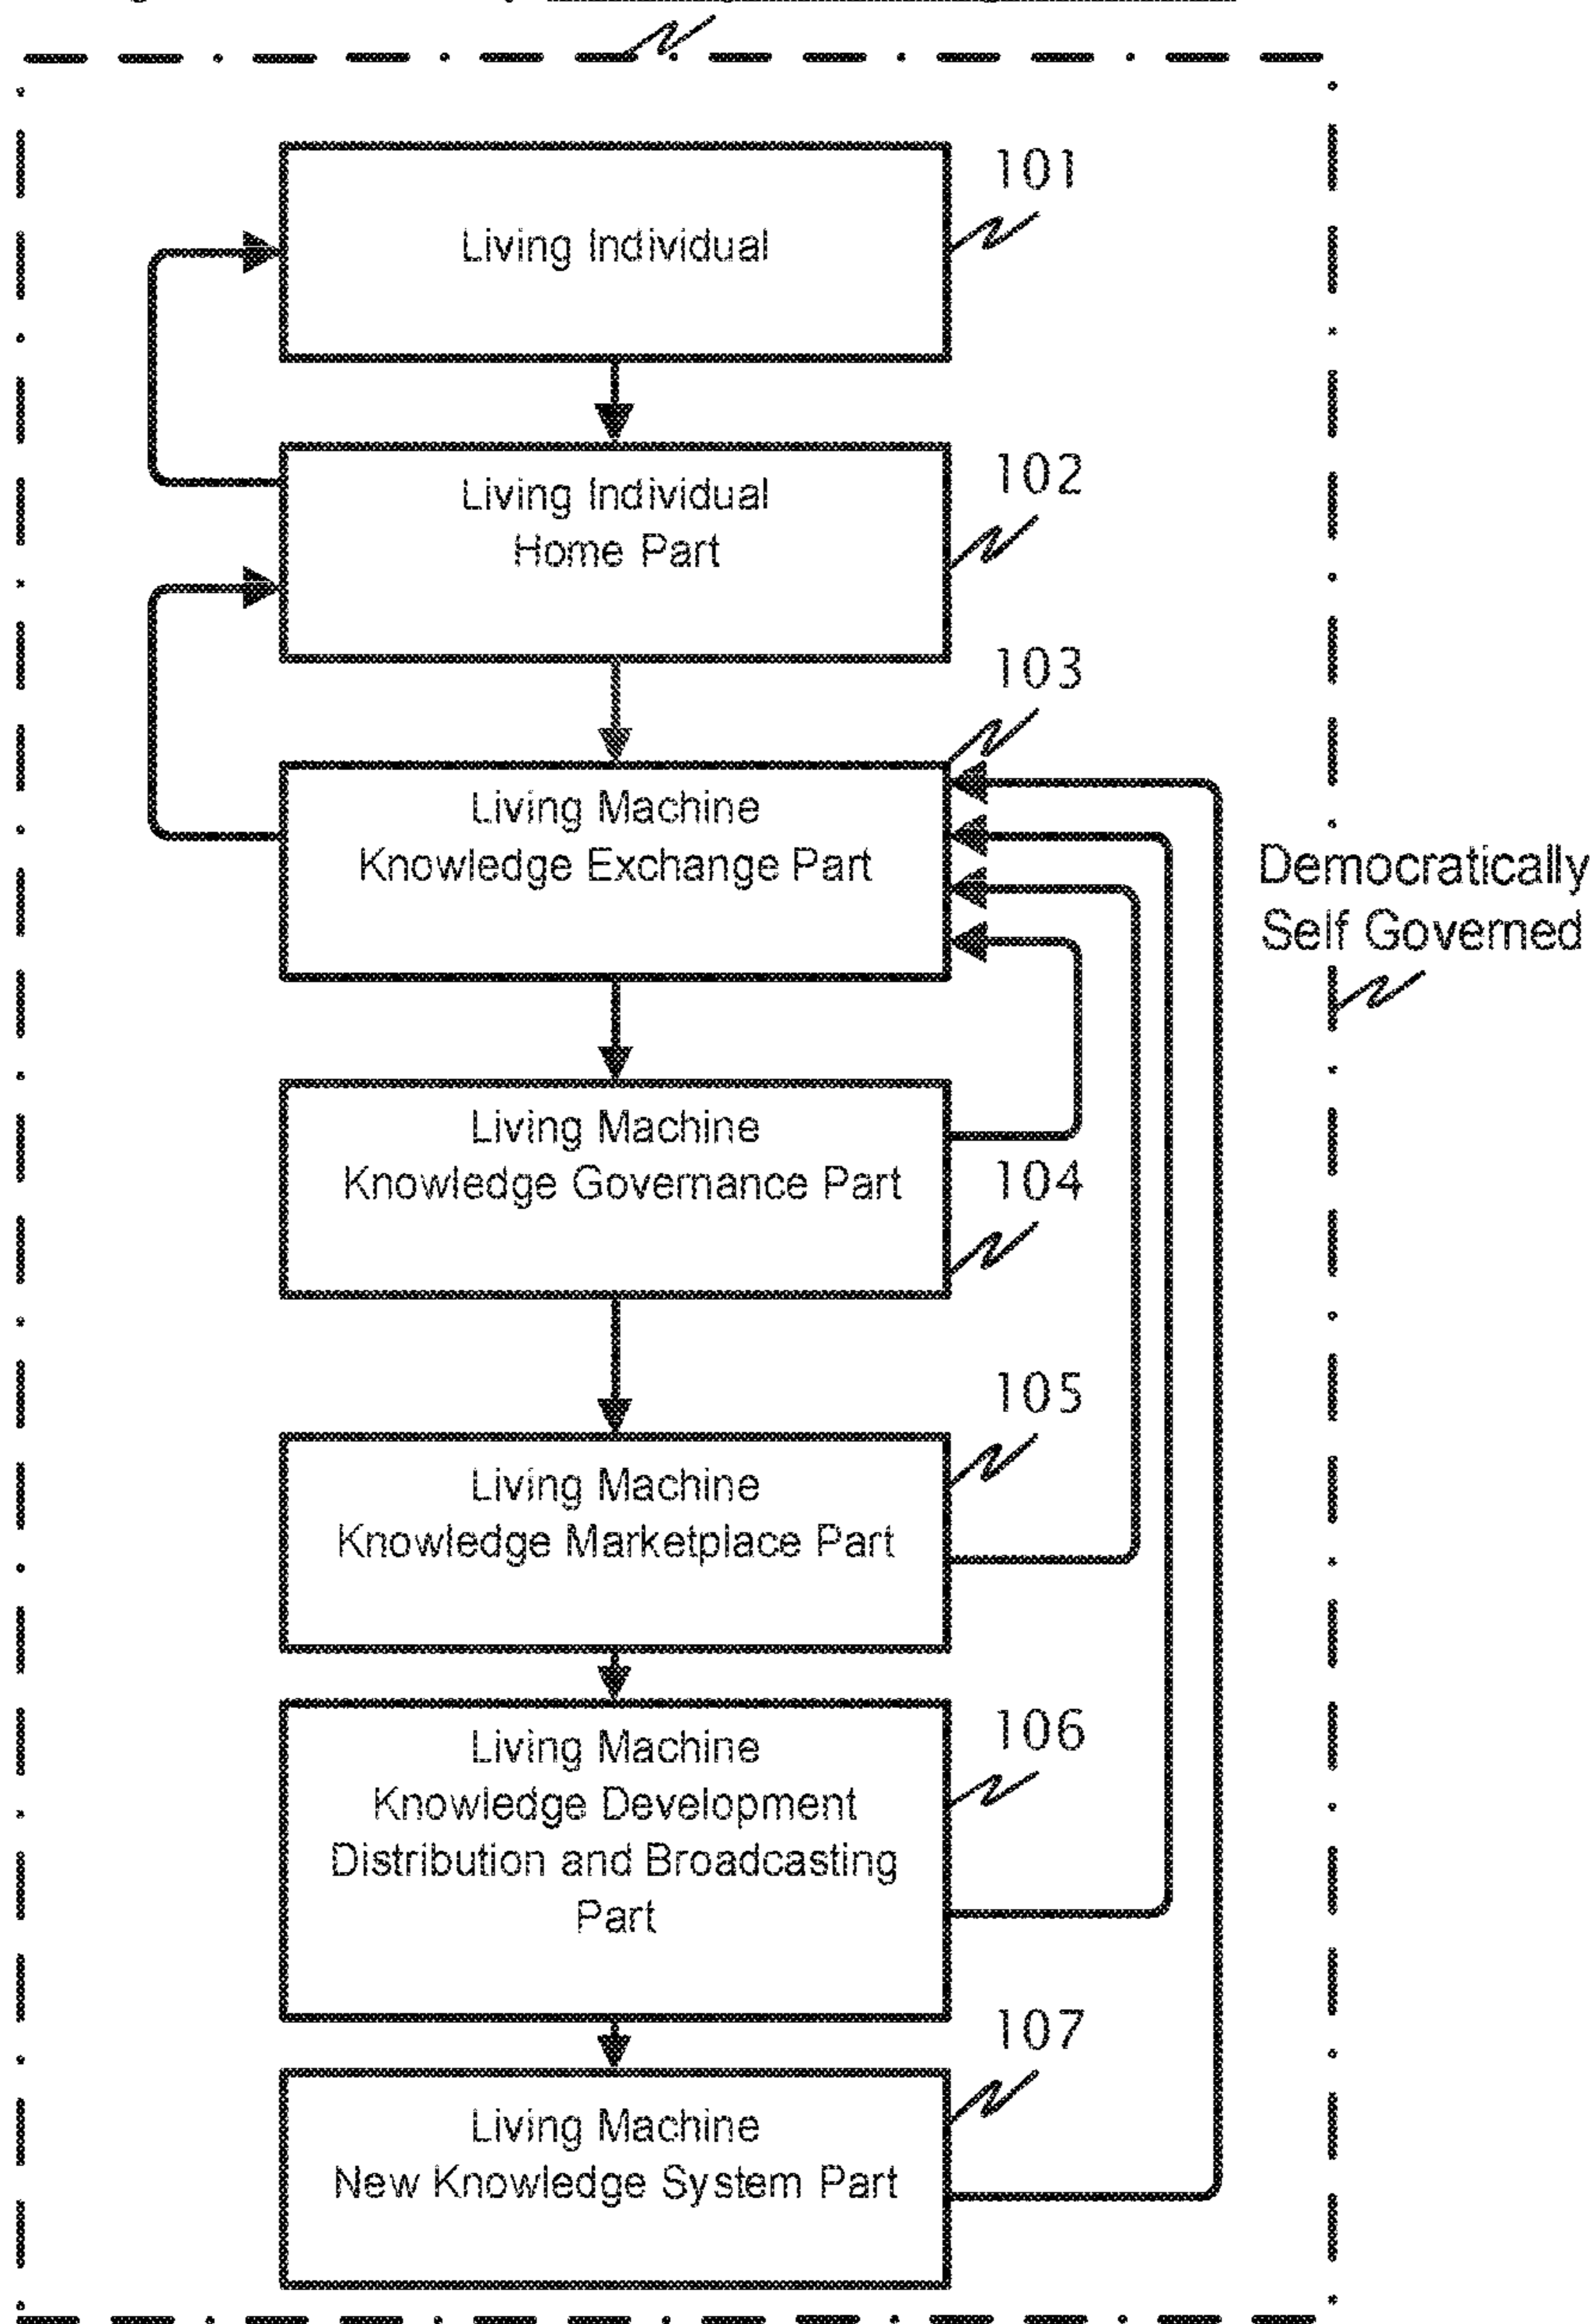 101
Living Individual
102
Living Individual
Home Part
103
Living Machine
Knowledge Exchange Part
Democratically
Self Governed
Living Machine
Knowledge Governance Part
104
105
Living Machine
Knowledge Marketplace Part
106
Living Machine
Knowledge Development
Distribution and Broadcasting
Part
107
Living Machine
New Knowledge System Part